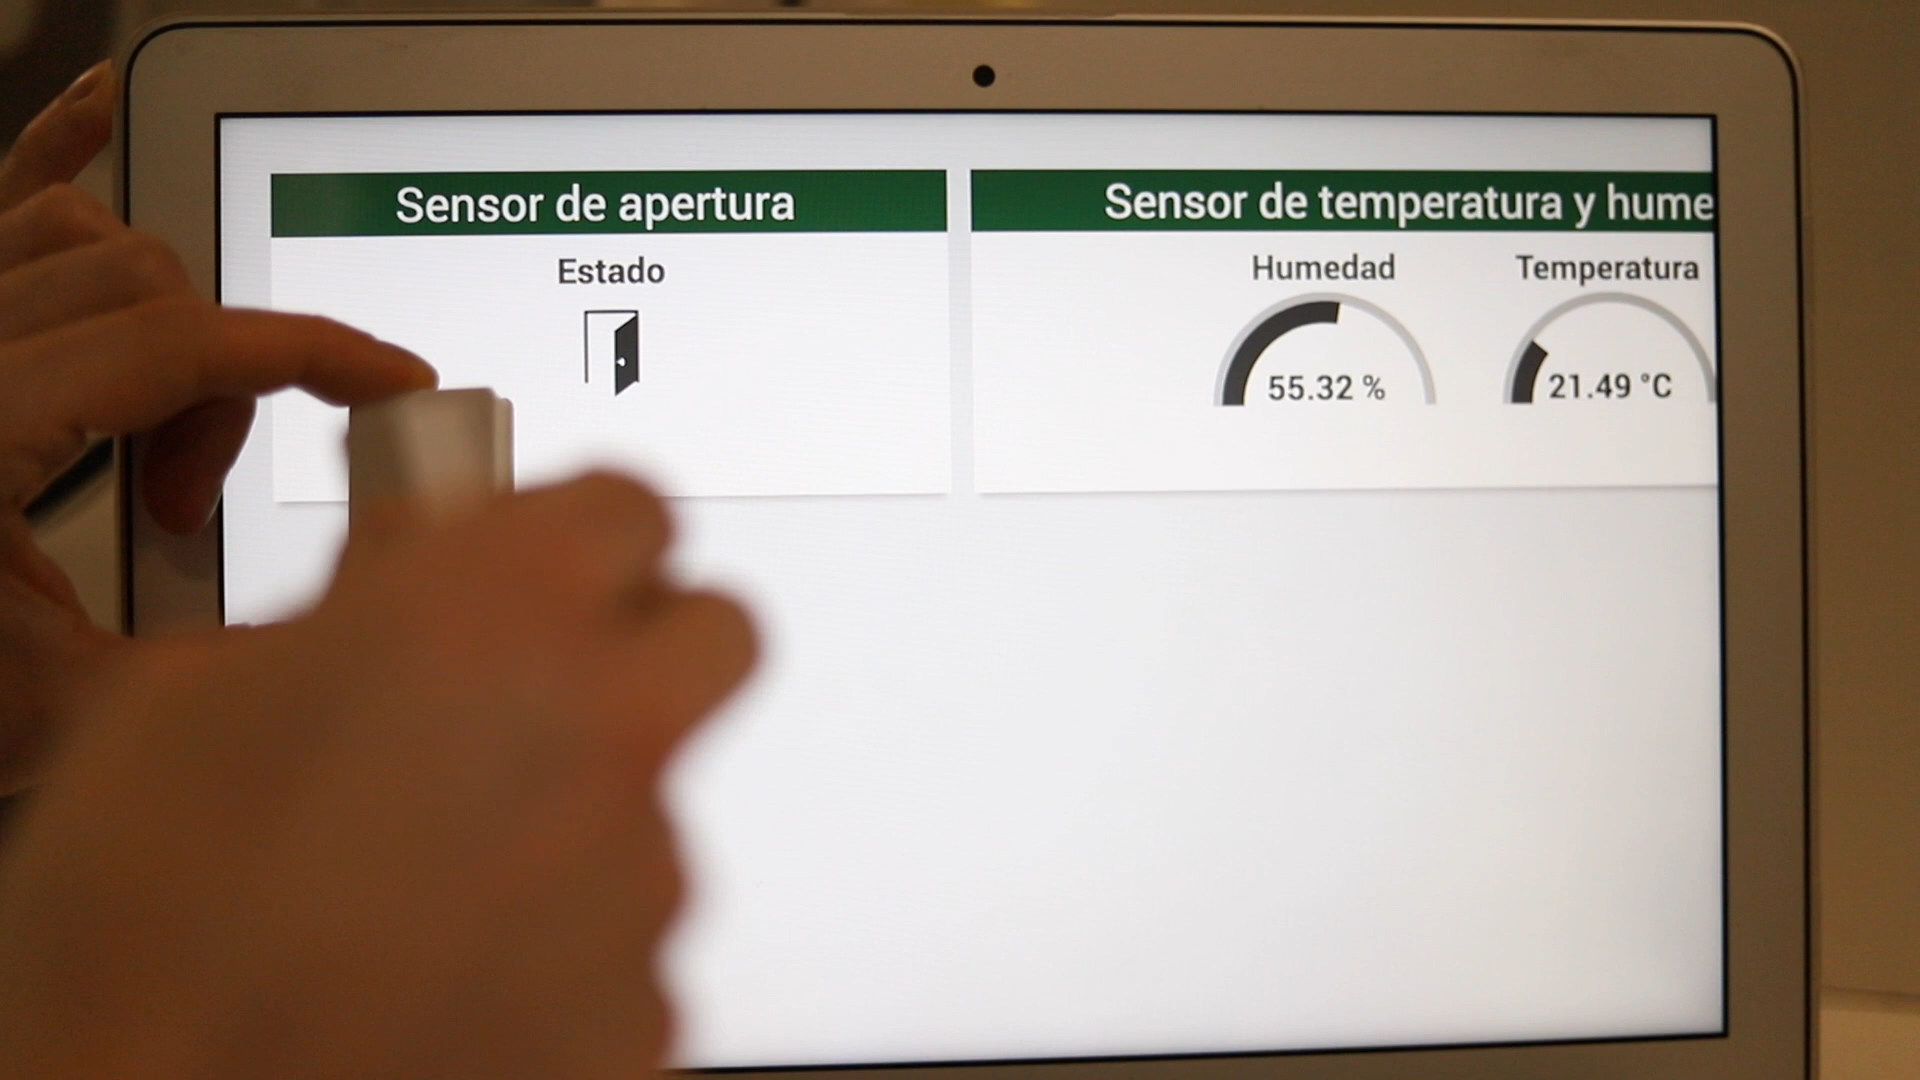 Sensor de apertura
Estado
Sensor de temperatura y hume
Humedad
Temperatura
55.32 %
21.49 °C